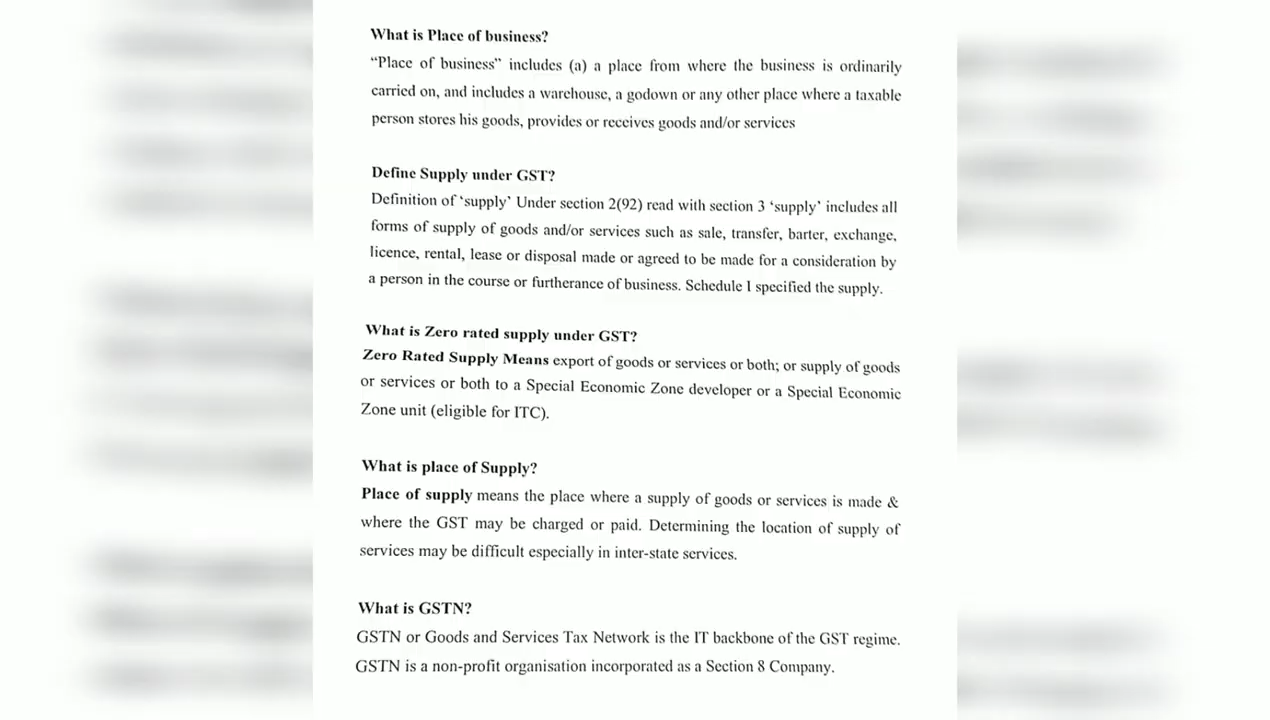 What is Place of business?
“Place of business” includes (a) a place from where the business is ordinarily
carried on, and includes a warehouse, a godown or any other place where a taxable
person stores his goods, provides or receives goods and/or services
Define Supply under GST?
Definition of ‘supply’ Under section 2(92) read with section 3 ‘supply’ includes all
forms of supply of goods and/or services such as sale, transfer, barter, exchange,
licence, rental, lease or disposal made or agreed to be made for a consideration by
a person in the course or furtherance of business. Schedule I specified the supply.
What is Zero rated supply under GST?
Zero Rated Supply Means export of goods or services or both; or supply of goods
or services or both to a Special Economic Zone developer or a Special Economic
Zone unit (eligible for ITC).
What is place of Supply?
Place of supply means the place where a supply of goods or services is made &
where the GST may be charged or paid. Determining the location of supply of
services may be difficult especially in inter-state services.
What is GSTN?
GSTN or Goods and Services Tax Network is the IT backbone of the GST regime.
GSTN is a non-profit organisation incorporated as a Section 8 Company.